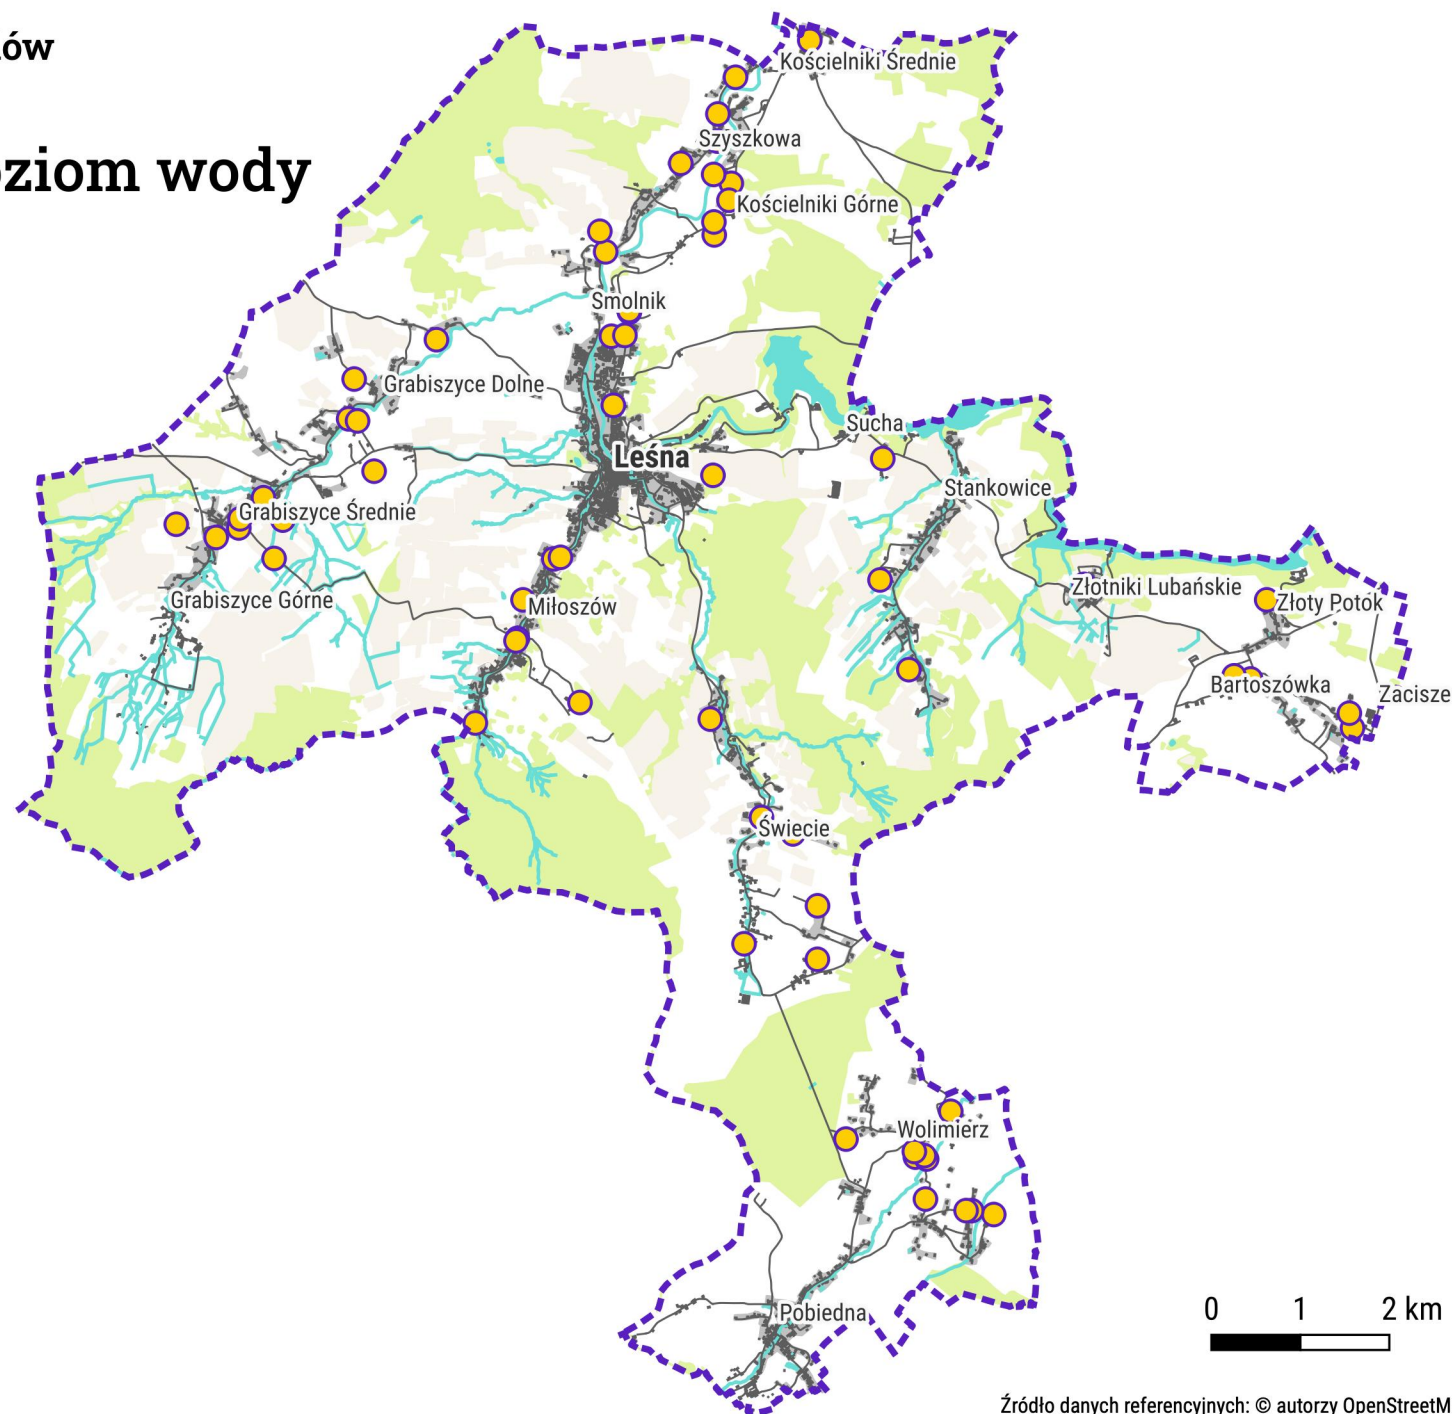 ów
ziom wody
Kościelniki Średnie
Szyszkowa
Kościelniki Górne
Smolnik
Grabiszyce Dolne
Sucha
Leśna
Stankowice
Grabiszyce Średnie
Złotniki Lubańskie
Grabiszyce Górne
Miłoszów
Złoty Potok
Bartoszówka
Zacisze
Świecie
Wolimierz
Pobiedna
0 1 2 km
Źródło danych referencyjnych: © autorzy OpenStreetM